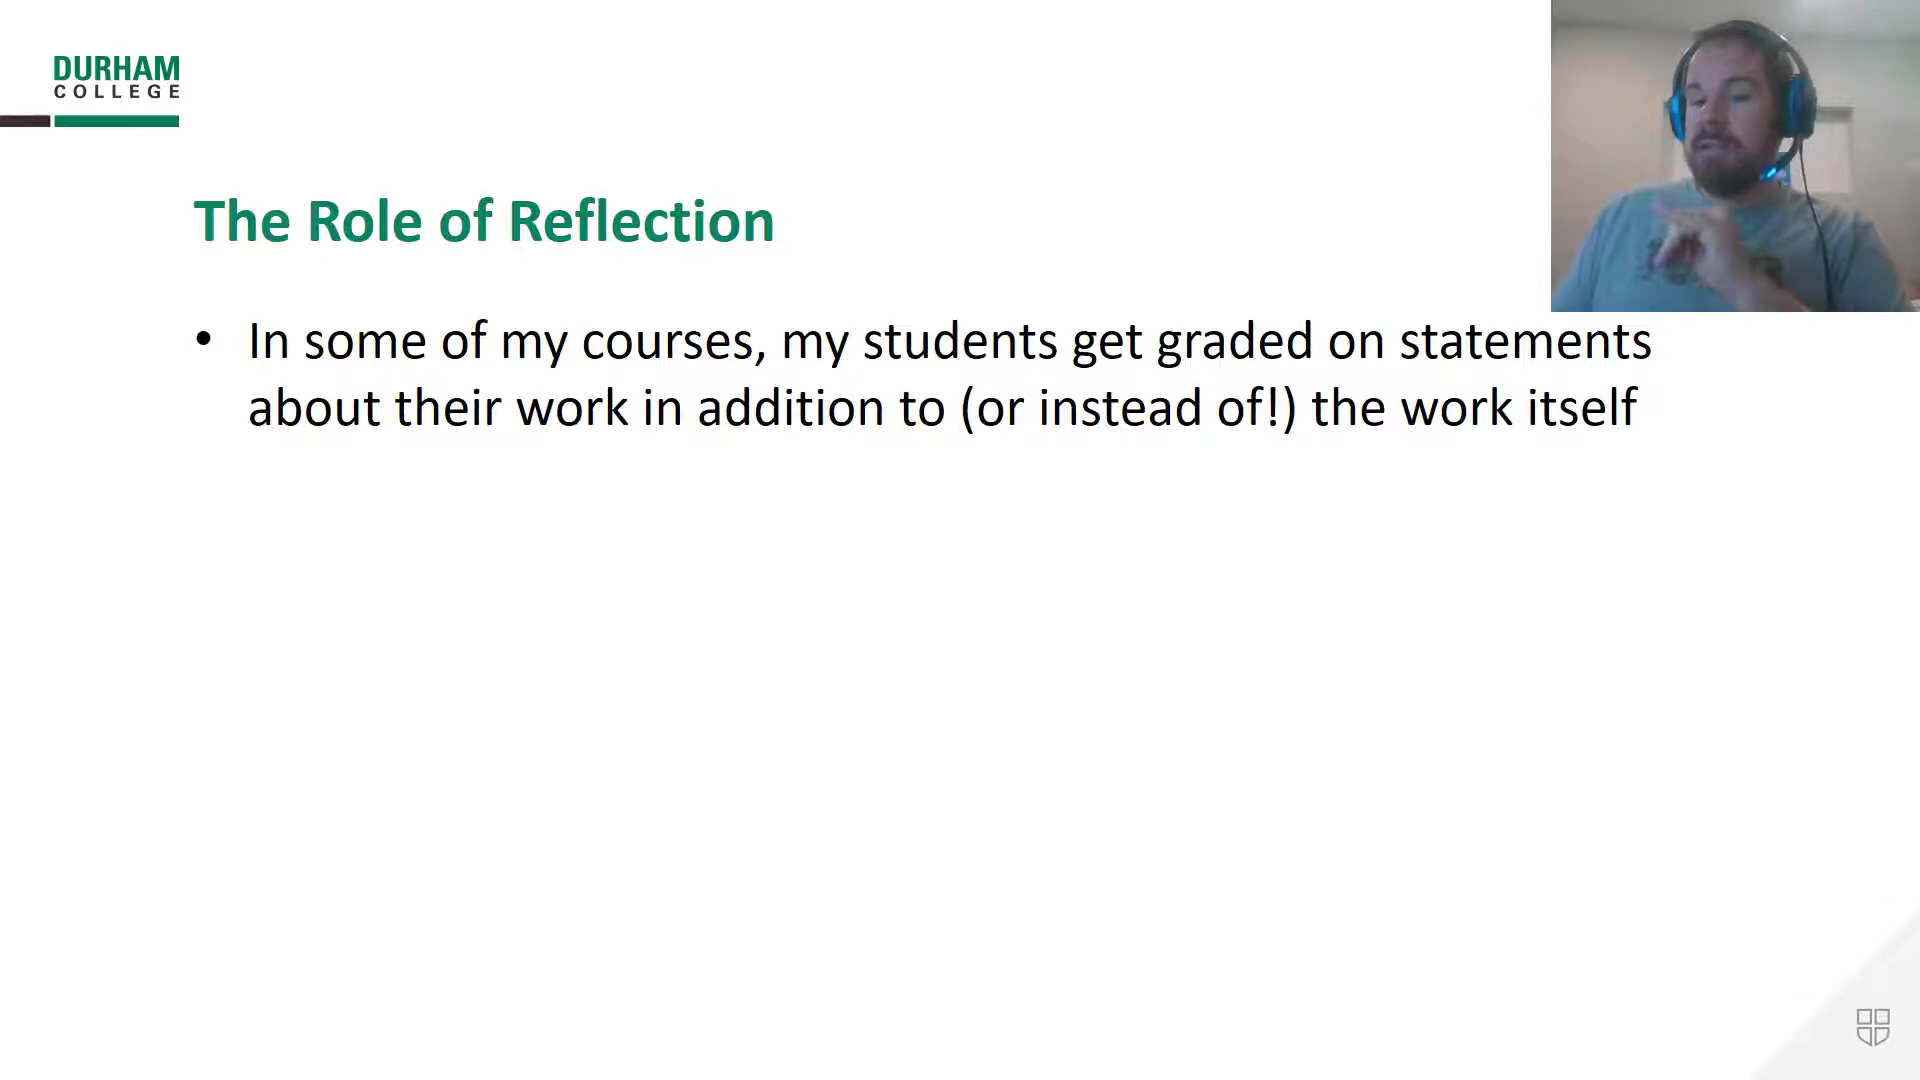 DURHAM
COLLEGE
The Role of Reflection
• In some of my courses, my students get graded on statements
about their work in addition to (or instead of!) the work itself